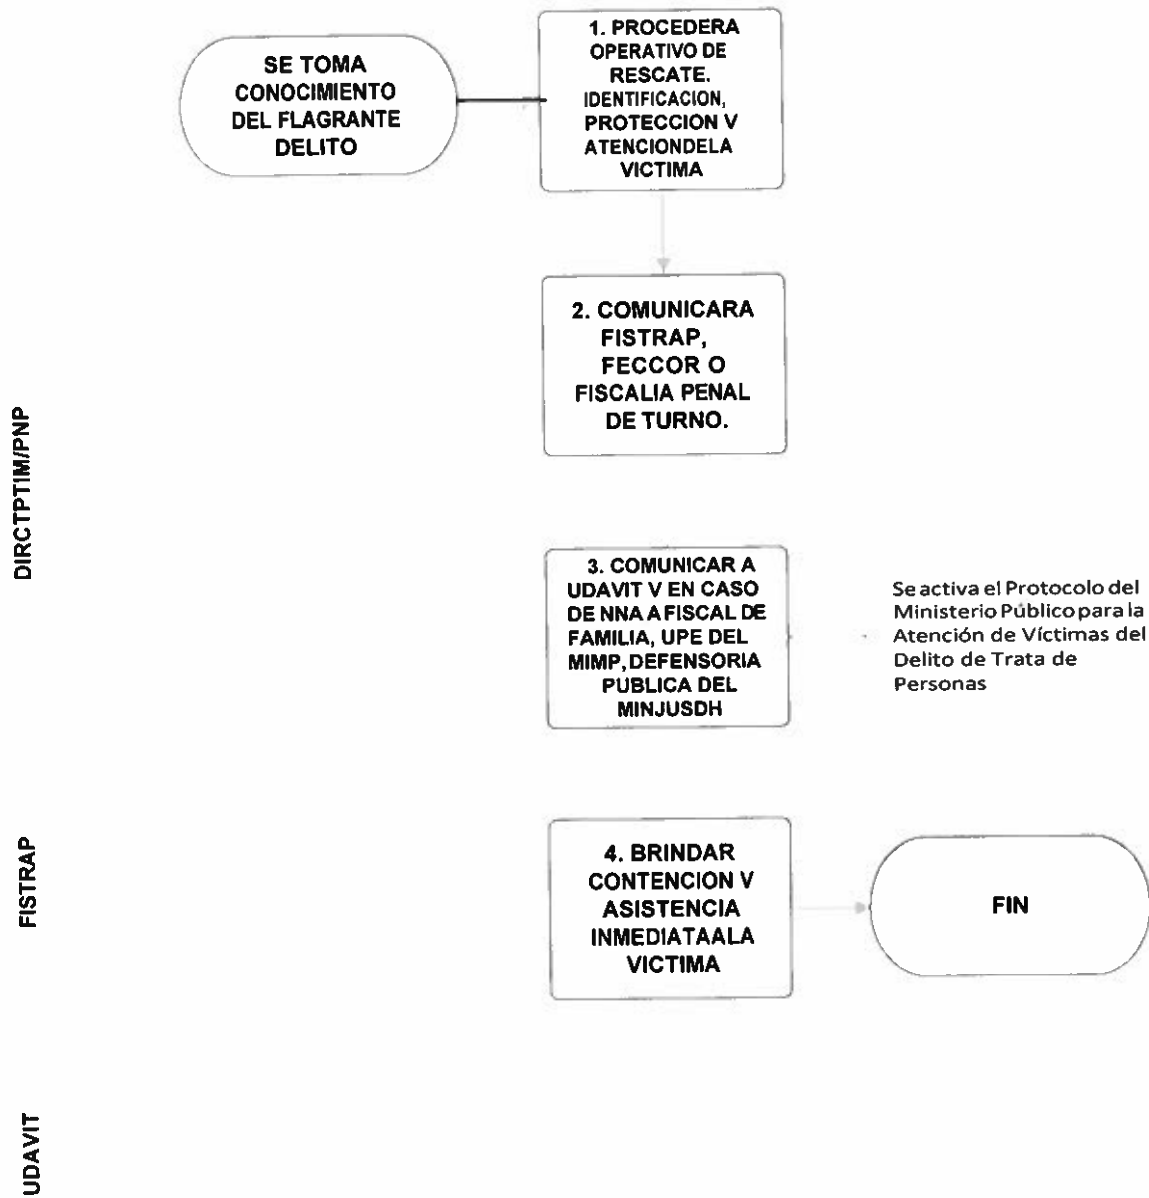 SE TOMA
CONOCIMIENTO
DEL FLAGRANTE
DELITO
1. PROCEDERA
OPERATIVO DE
RESCATE.
IDENTIFICACION,
PROTECCION V
ATENCIONDELA
VICTIMA
2. COMUNICARA
FISTRAP,
FECCOR O
FISCALIA PENAL
DE TURNO.
DIRCTPTIM/PNP
3. COMUNICAR A
UDAVIT V EN CASO
DE NNA A FISCAL DE
FAMILIA, UPE DEL
MIMP, DEFENSORIA
PUBLICA DEL
MINJUSDH
Se activa el Protocolo del
Ministerio Público para la
Atención de Víctimas del
Delito de Trata de
Personas
FISTRAP
4. BRINDAR
CONTENCION V
ASISTENCIA
INMEDIATAALA
VICTIMA
FIN
UDAVIT